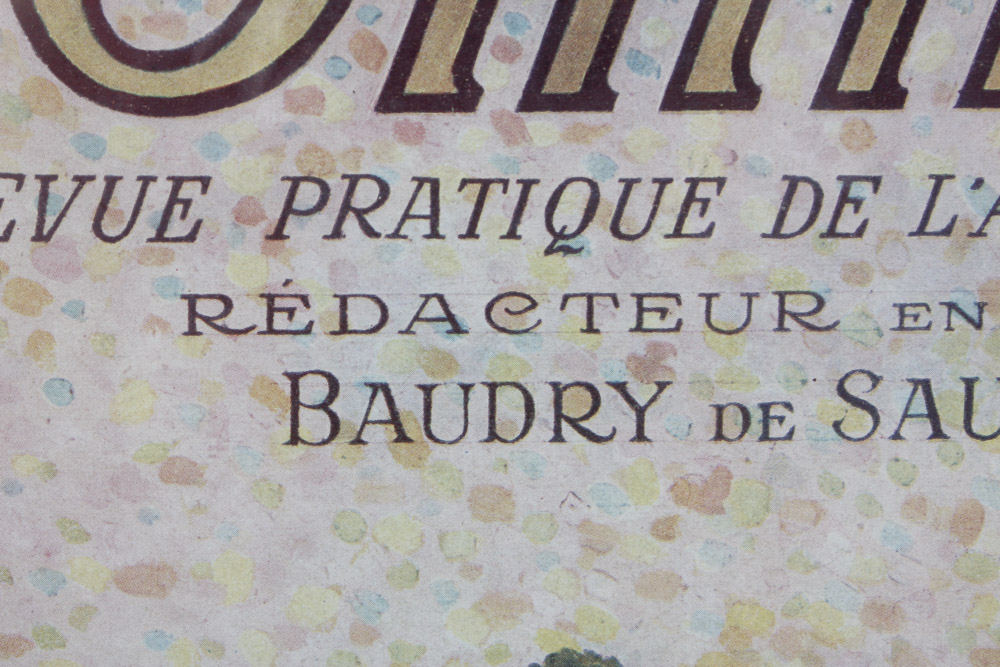 EVUE PRATIQUE DE L'A
RÉDACTEUR EN
BAUDRY DE SAU